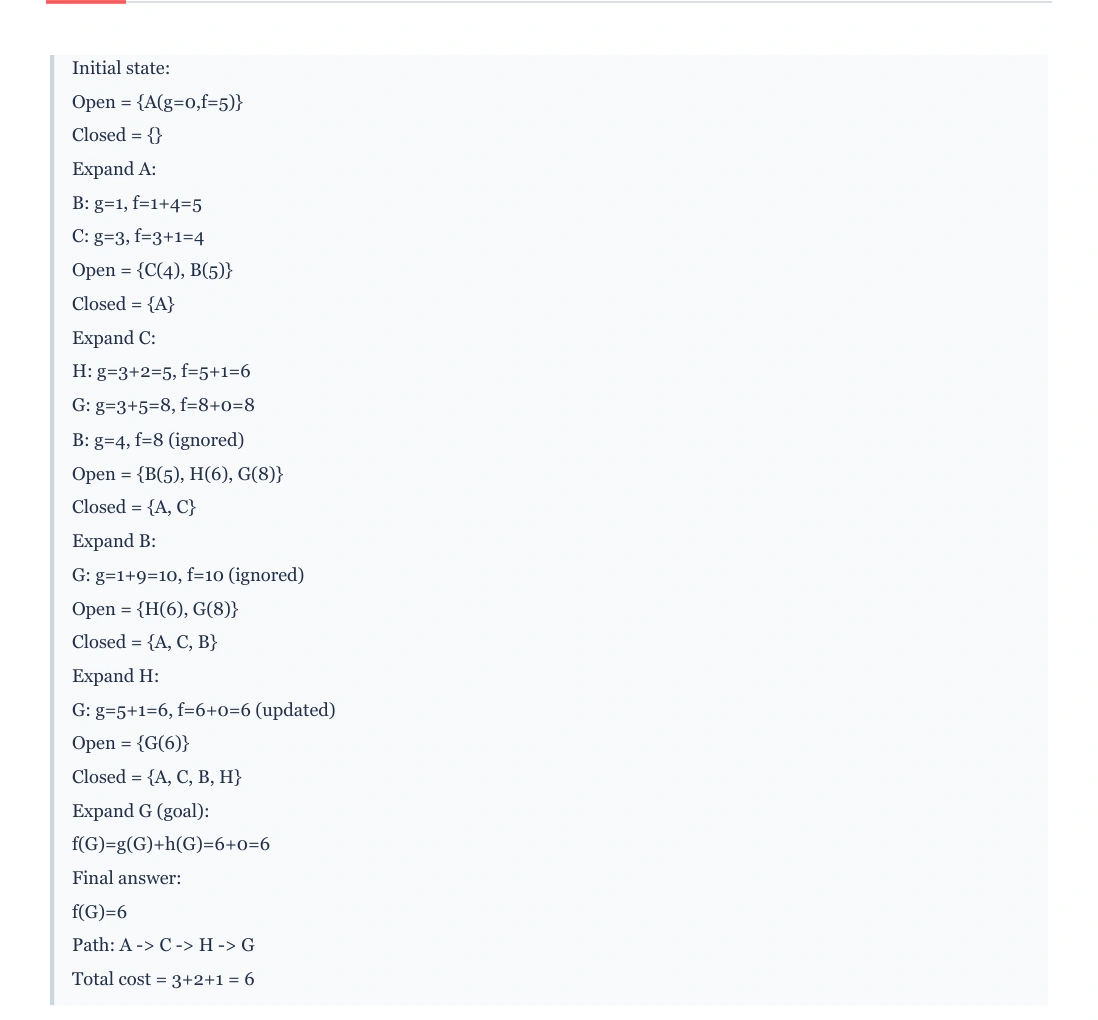 Initial state:
Open = {A(g=0,f=5)}
Closed = {}
Expand A:
B: g=1, f=1+4=5
C: g=3, f=3+1=4
Open = {C(4), B(5)}
Closed = {A}
Expand C:
H: g=3+2=5, f=5+1=6
G: g=3+5=8, f=8+0=8
B: g=4, f=8 (ignored)
Open = {B(5), H(6), G(8)}
Closed = {A, C}
Expand B:
G: g=1+9=10, f=10 (ignored)
Open = {H(6), G(8)}
Closed = {A, C, B}
Expand H:
G: g=5+1=6, f=6+0=6 (updated)
Open = {G(6)}
Closed = {A, C, B, H}
Expand G (goal):
f(G)=g(G)+h(G)=6+0=6
Final answer:
f(G)=6
Path: A -> C -> H -> G
Total cost = 3+2+1 = 6